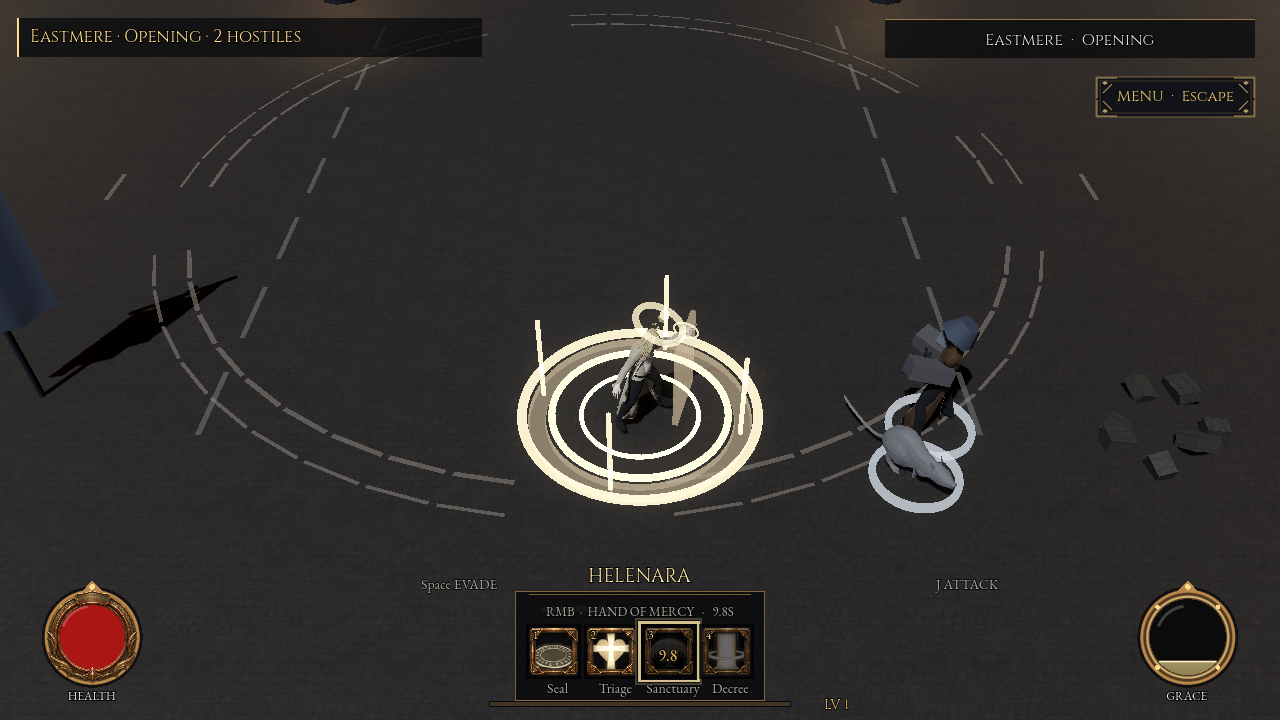 EASTMERE · OPENING · 2 HOSTILES
EASTMERE · OPENING
MENU · ESCAPE
Space EVADE
HELENARA
J ATTACK
RMB · HAND OF MERCY · 9.8S
1 2 3 4
9.8
Seal Triage Sanctuary Decree
HEALTH
GRACE
LV 1